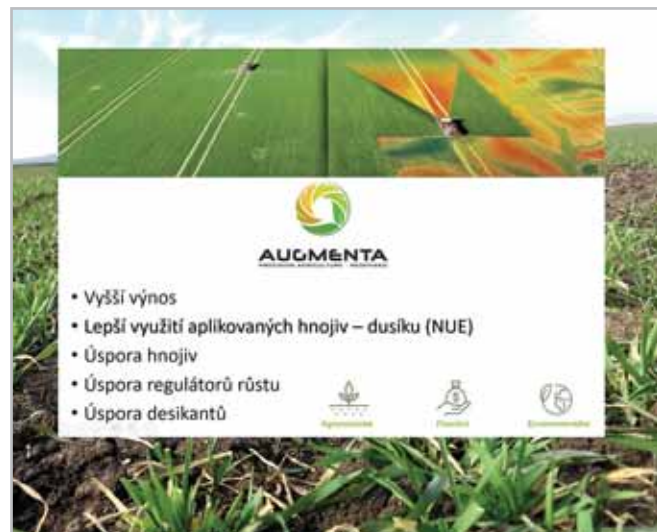 AUGMENTA
• Vyšší výnos
• Lepší využití aplikovaných hnojiv – dusíku (NUE)
• Úspora hnojiv
• Úspora regulátorů růstu
• Úspora desikantů